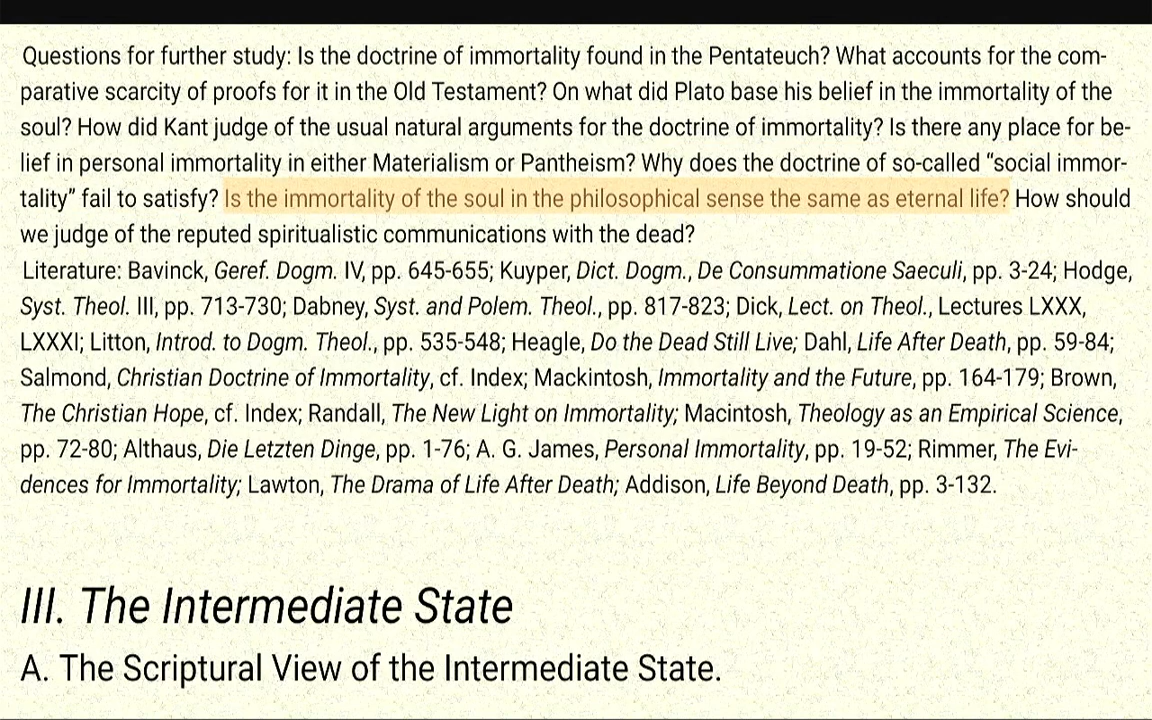 Questions for further study: Is the doctrine of immortality found in the Pentateuch? What accounts for the com-
parative scarcity of proofs for it in the Old Testament? On what did Plato base his belief in the immortality of the
soul? How did Kant judge of the usual natural arguments for the doctrine of immortality? Is there any place for be-
lief in personal immortality in either Materialism or Pantheism? Why does the doctrine of so-called “social immor-
tality” fail to satisfy? Is the immortality of the soul in the philosophical sense the same as eternal life? How should
we judge of the reputed spiritualistic communications with the dead?
Literature: Bavinck, Geref. Dogm. IV, pp. 645-655; Kuyper, Dict. Dogm., De Consummatione Saeculi, pp. 3-24; Hodge,
Syst. Theol. III, pp. 713-730; Dabney, Syst. and Polem. Theol., pp. 817-823; Dick, Lect. on Theol., Lectures LXXX,
LXXXI; Litton, Introd. to Dogm. Theol., pp. 535-548; Heagle, Do the Dead Still Live; Dahl, Life After Death, pp. 59-84;
Salmond, Christian Doctrine of Immortality, cf. Index; Mackintosh, Immortality and the Future, pp. 164-179; Brown,
The Christian Hope, cf. Index; Randall, The New Light on Immortality; Macintosh, Theology as an Empirical Science,
pp. 72-80; Althaus, Die Letzten Dinge, pp. 1-76; A. G. James, Personal Immortality, pp. 19-52; Rimmer, The Evi-
dences for Immortality; Lawton, The Drama of Life After Death; Addison, Life Beyond Death, pp. 3-132.
III. The Intermediate State
A. The Scriptural View of the Intermediate State.